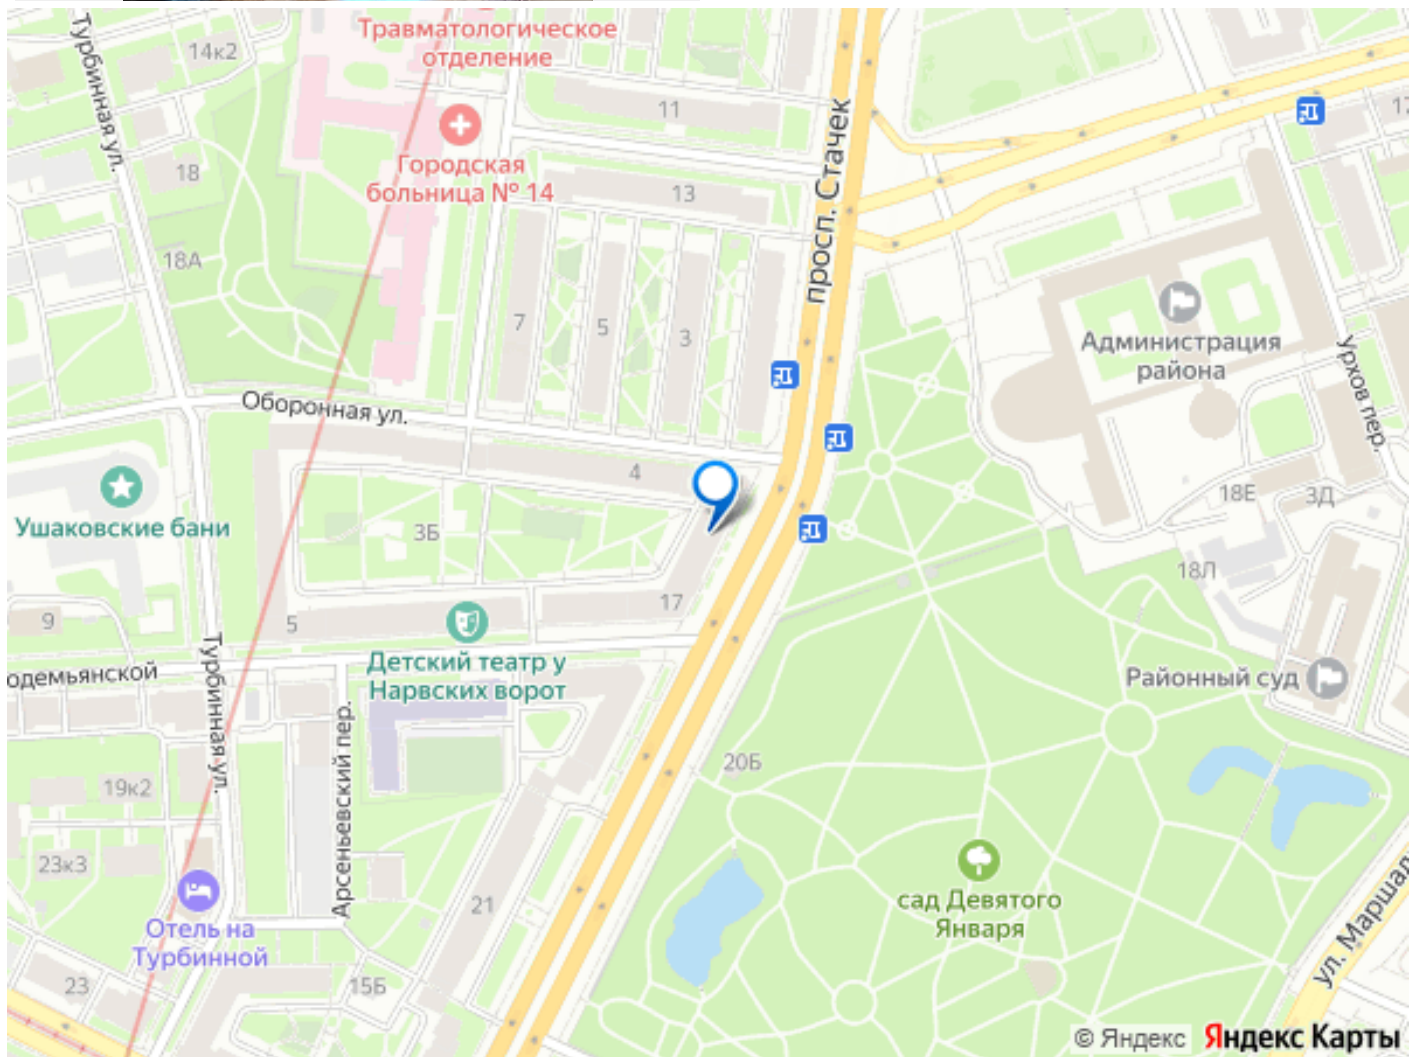 Травматологическое
отделение
14к2
Турбинная ул.
11
17
Городская
больница № 14
18
13
просп. Стачек
18А
7
5
3
Администрация
района
Урхов пер.
Оборонная ул.
4
18Е
3Д
Ушаковские бани
3Б
18Л
17
9
5
Детский театр у
Нарвских ворот
одемьянской
Турбинная ул.
Районный суд
Арсеньевский пер.
20Б
19к2
23к3
21
сад Девятого
Января
Отель на
Турбинной
ул. Маршал
23
15Б
© Яндекс Яндекс Карты